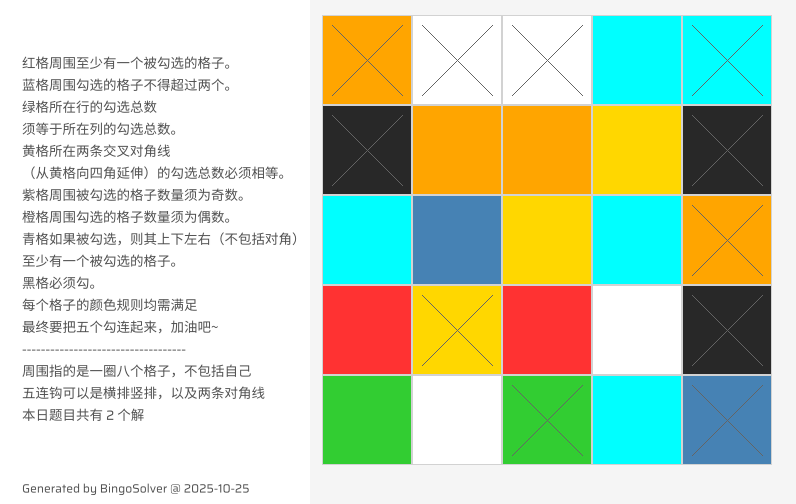 红格周围至少有一个被勾选的格子。
蓝格周围勾选的格子不得超过两个。
绿格所在行的勾选总数
须等于所在列的勾选总数。
黄格所在两条交叉对角线
（从黄格向四角延伸）的勾选总数必须相等。
紫格周围被勾选的格子数量须为奇数。
橙格周围勾选的格子数量须为偶数。
青格如果被勾选，则其上下左右（不包括对角）
至少有一个被勾选的格子。
黑格必须勾。
每个格子的颜色规则均需满足
最终要把五个勾连起来，加油吧~
-----------------------------------
周围指的是一圈八个格子，不包括自己
五连钩可以是横排竖排，以及两条对角线
本日题目共有 2 个解
Generated by BingoSolver @ 2025-10-25